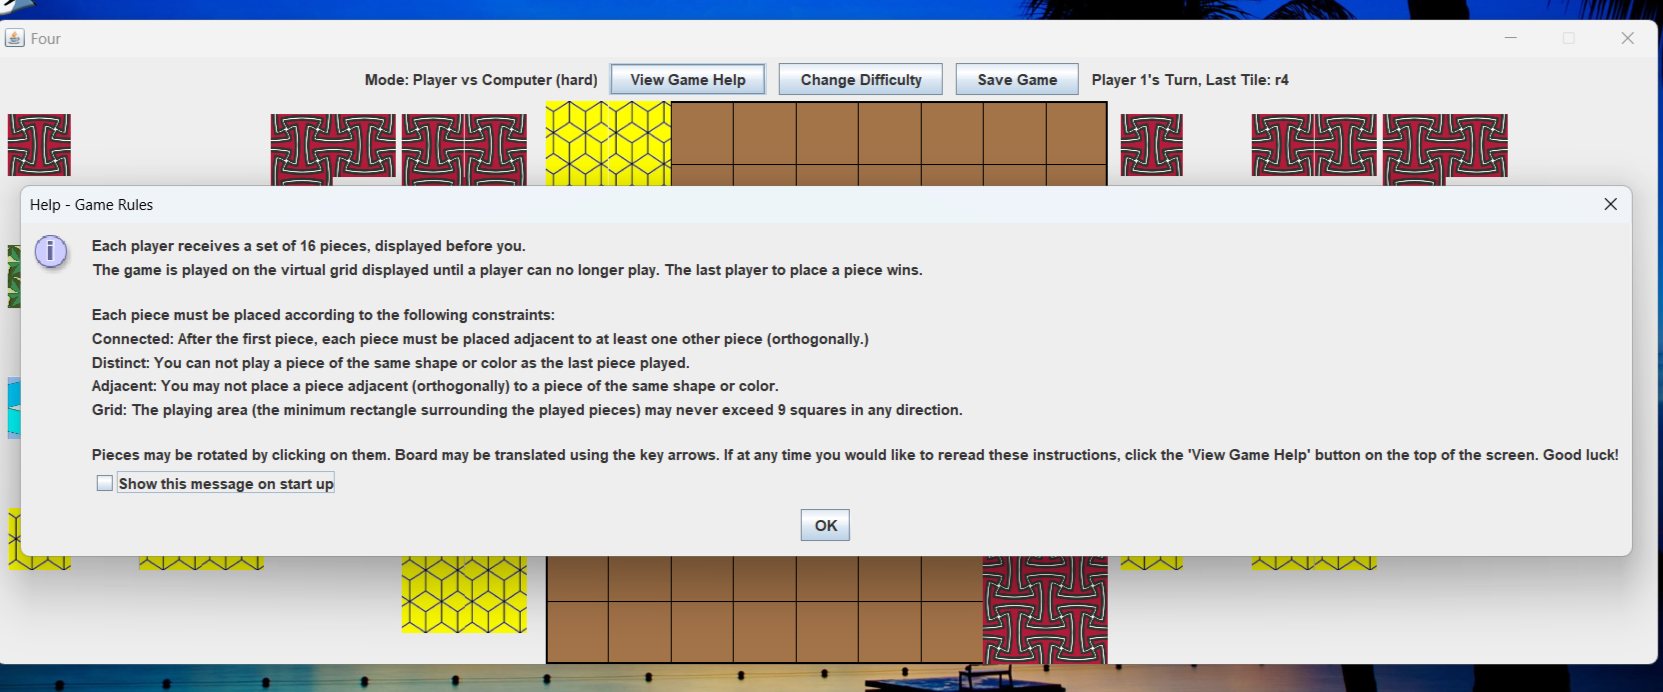 Four
Mode: Player vs Computer (hard) View Game Help Change Difficulty Save Game Player 1's Turn, Last Tile: r4
Help - Game Rules
Each player receives a set of 16 pieces, displayed before you.
The game is played on the virtual grid displayed until a player can no longer play. The last player to place a piece wins.
Each piece must be placed according to the following constraints:
Connected: After the first piece, each piece must be placed adjacent to at least one other piece (orthogonally.)
Distinct: You can not play a piece of the same shape or color as the last piece played.
Adjacent: You may not place a piece adjacent (orthogonally) to a piece of the same shape or color.
Grid: The playing area (the minimum rectangle surrounding the played pieces) may never exceed 9 squares in any direction.
Pieces may be rotated by clicking on them. Board may be translated using the key arrows. If at any time you would like to reread these instructions, click the 'View Game Help' button on the top of the screen. Good luck!
Show this message on start up
OK